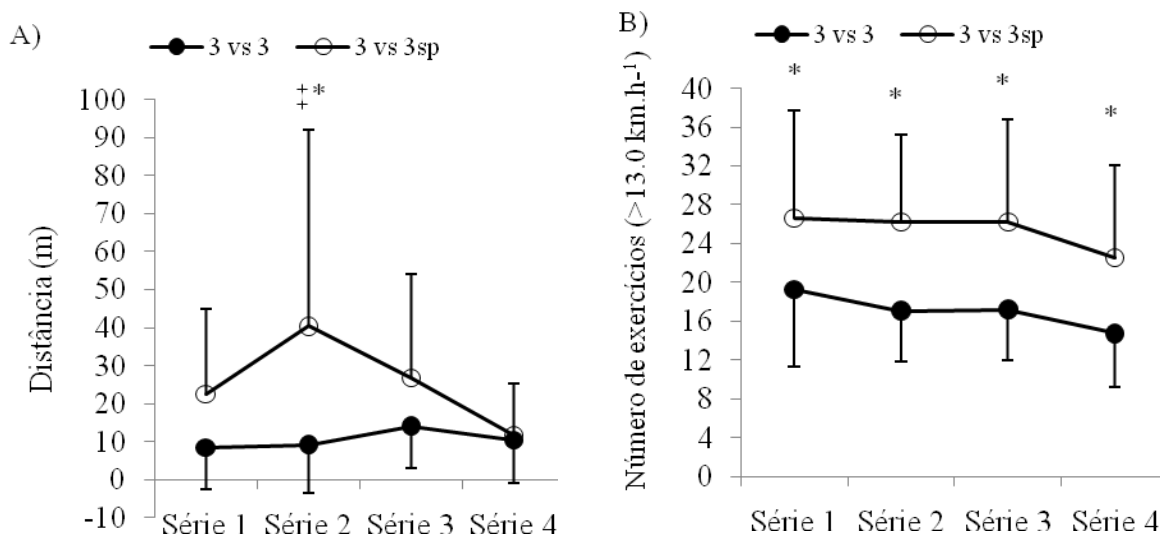 A)
3 vs 3
3 vs 3sp
++*
Distância (m)
100
90
80
70
60
50
40
30
20
10
0
-10
Série 1
Série 2
Série 3
Série 4
B)
3 vs 3
3 vs 3sp
*
*
*
*
Número de exercícios (>13.0 km.h-¹)
40
36
32
28
24
20
16
12
8
4
0
Série 1
Série 2
Série 3
Série 4